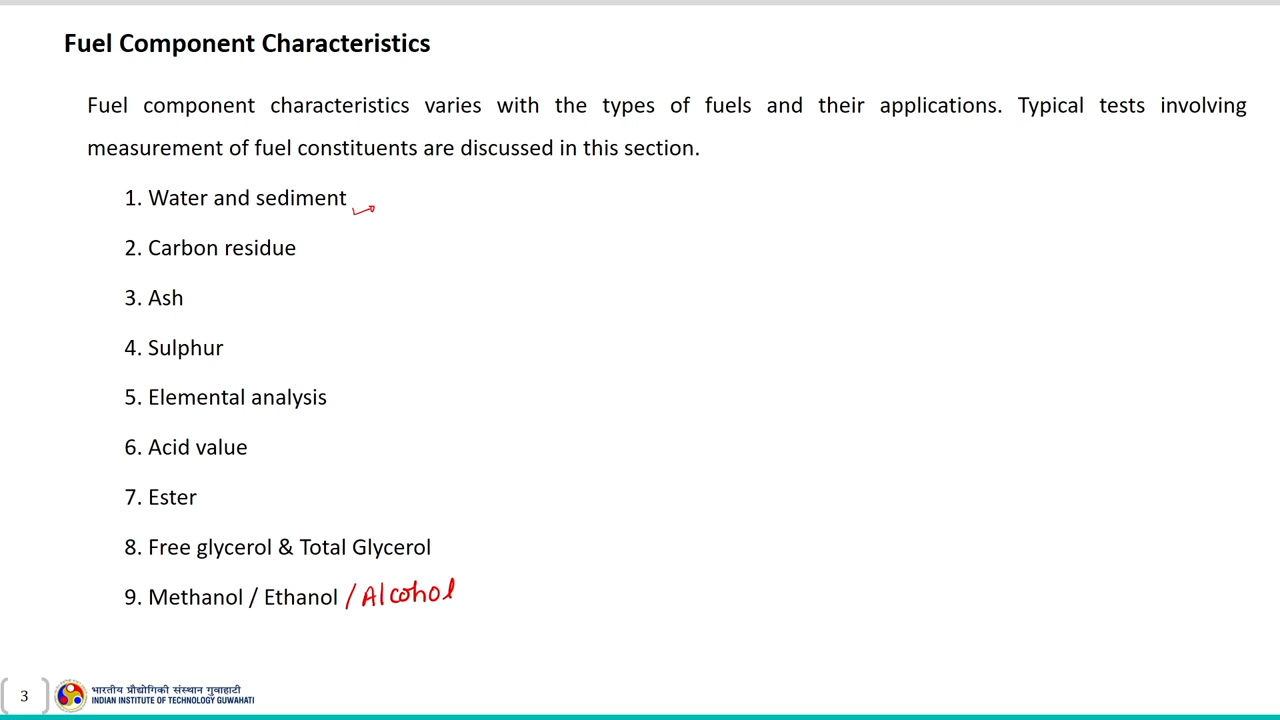 Fuel Component Characteristics
Fuel component characteristics varies with the types of fuels and their applications. Typical tests involving
measurement of fuel constituents are discussed in this section.
1. Water and sediment
2. Carbon residue
3. Ash
4. Sulphur
5. Elemental analysis
6. Acid value
7. Ester
8. Free glycerol & Total Glycerol
9. Methanol / Ethanol / Alcohol
3
भारतीय प्रौद्योगिकी संस्थान गुवाहाटी
INDIAN INSTITUTE OF TECHNOLOGY GUWAHATI